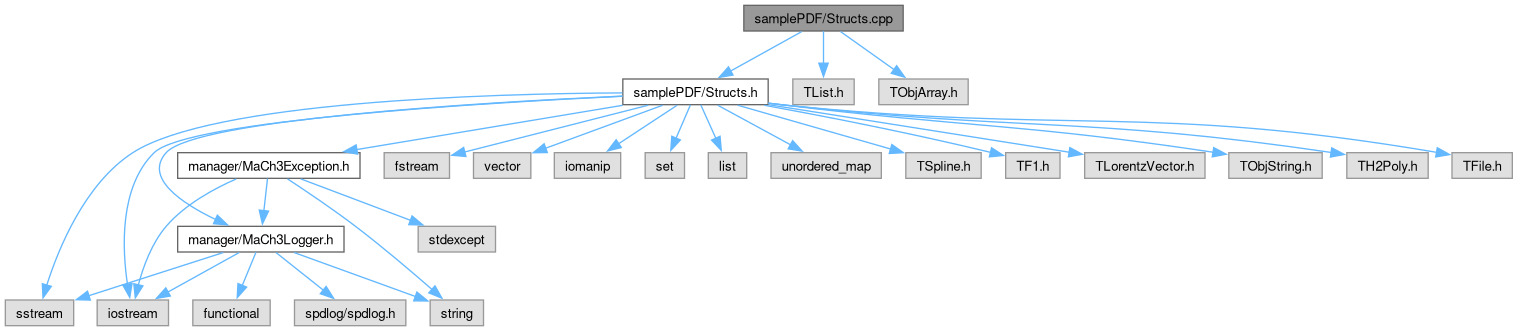 samplePDF/Structs.cpp
samplePDF/Structs.h
TList.h
TObjArray.h
manager/MaCh3Exception.h
fstream
vector
iomanip
set
list
unordered_map
TSpline.h
TF1.h
TLorentzVector.h
TObjString.h
TH2Poly.h
TFile.h
manager/MaCh3Logger.h
stdexcept
sstream
iostream
functional
spdlog/spdlog.h
string